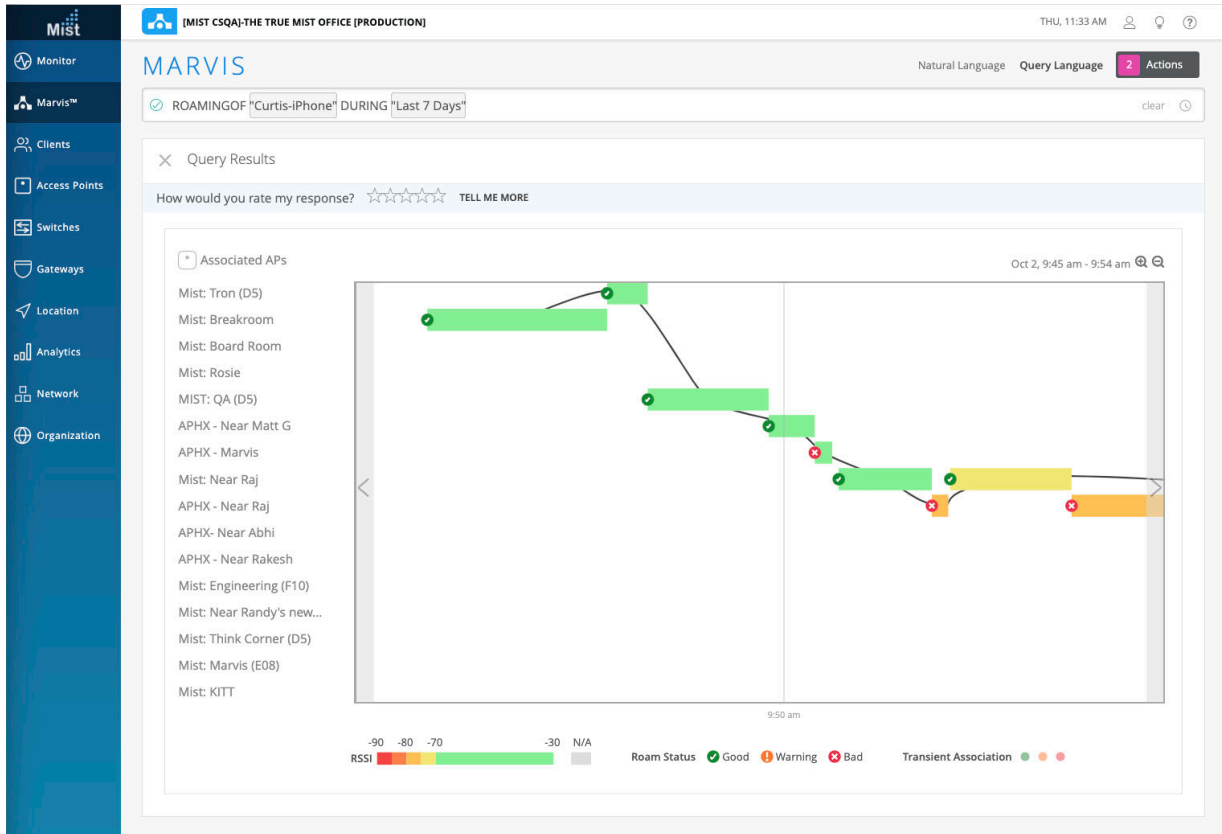 Mist
[MIST CSQA]-THE TRUE MIST OFFICE [PRODUCTION]
THU, 11:33 AM
Monitor
Marvis™
Clients
Access Points
Switches
Gateways
Location
Analytics
Network
Organization
MARVIS
Natural Language Query Language 2 Actions
ROAMINGOF "Curtis-iPhone" DURING "Last 7 Days"
clear
Query Results
How would you rate my response? TELL ME MORE
Associated APs
Oct 2, 9:45 am - 9:54 am
Mist: Tron (D5)
Mist: Breakroom
Mist: Board Room
Mist: Rosie
MIST: QA (D5)
APHX - Near Matt G
APHX - Marvis
Mist: Near Raj
APHX - Near Raj
APHX- Near Abhi
APHX - Near Rakesh
Mist: Engineering (F10)
Mist: Near Randy's new...
Mist: Think Corner (D5)
Mist: Marvis (E08)
Mist: KITT
9:50 am
-90 -80 -70 -30 N/A
RSSI
Roam Status Good Warning Bad
Transient Association